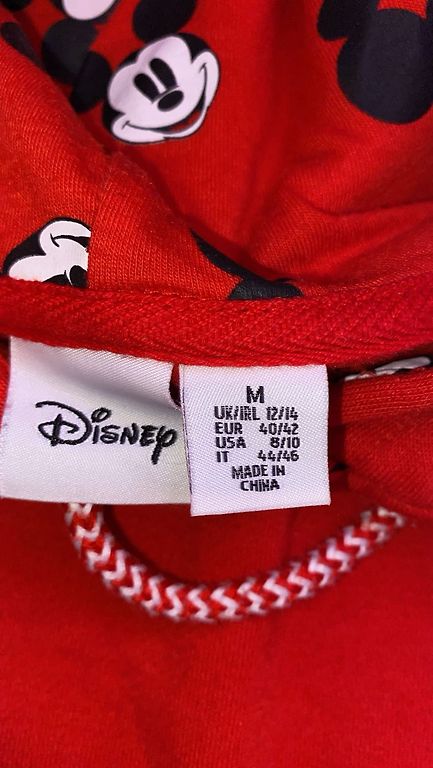 Disney
M
UK/IRL 12/14
EUR 40/42
USA 8/10
IT 44/46
MADE IN
CHINA